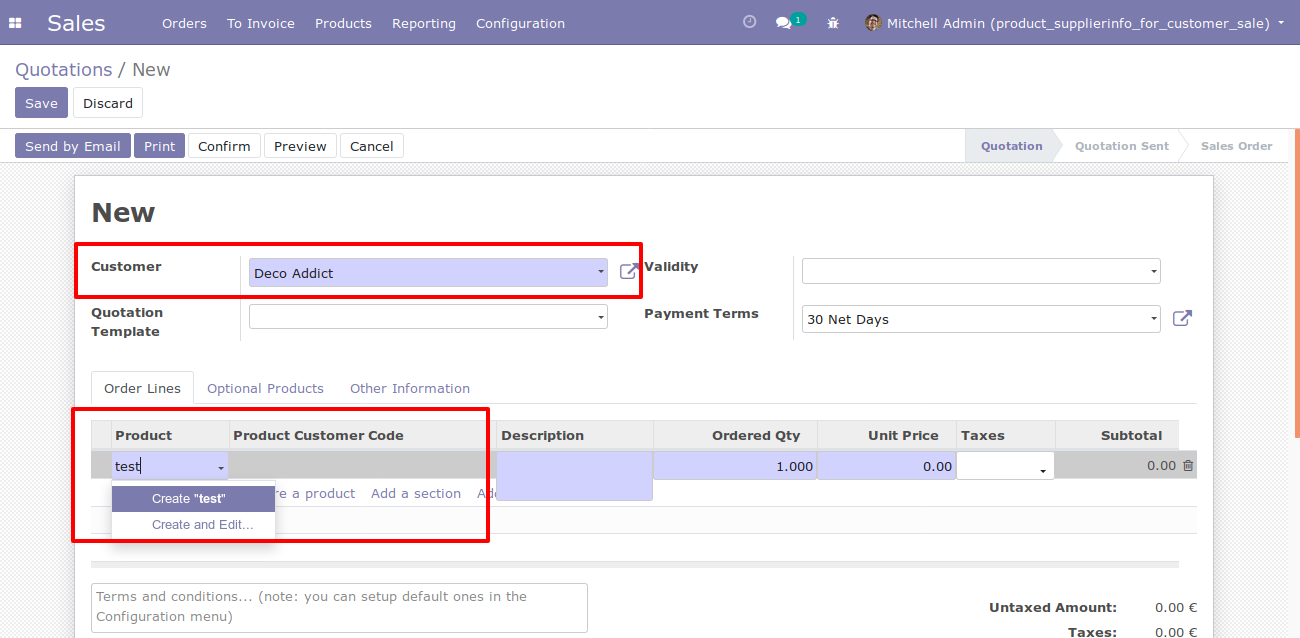 Sales Orders To Invoice Products Reporting Configuration 1 Mitchell Admin (product_supplierinfo_for_customer_sale)
Quotations / New
Save Discard
Send by Email Print Confirm Preview Cancel Quotation Quotation Sent Sales Order
New
Customer Deco Addict Validity
Quotation Template Payment Terms 30 Net Days
Order Lines Optional Products Other Information
Product Product Customer Code Description Ordered Qty Unit Price Taxes Subtotal
test 1.000 0.00 0.00
Create "test" a product Add a section
Create and Edit...
Terms and conditions... (note: you can setup default ones in the
Configuration menu)
Untaxed Amount: 0.00 €
Taxes: 0.00 €